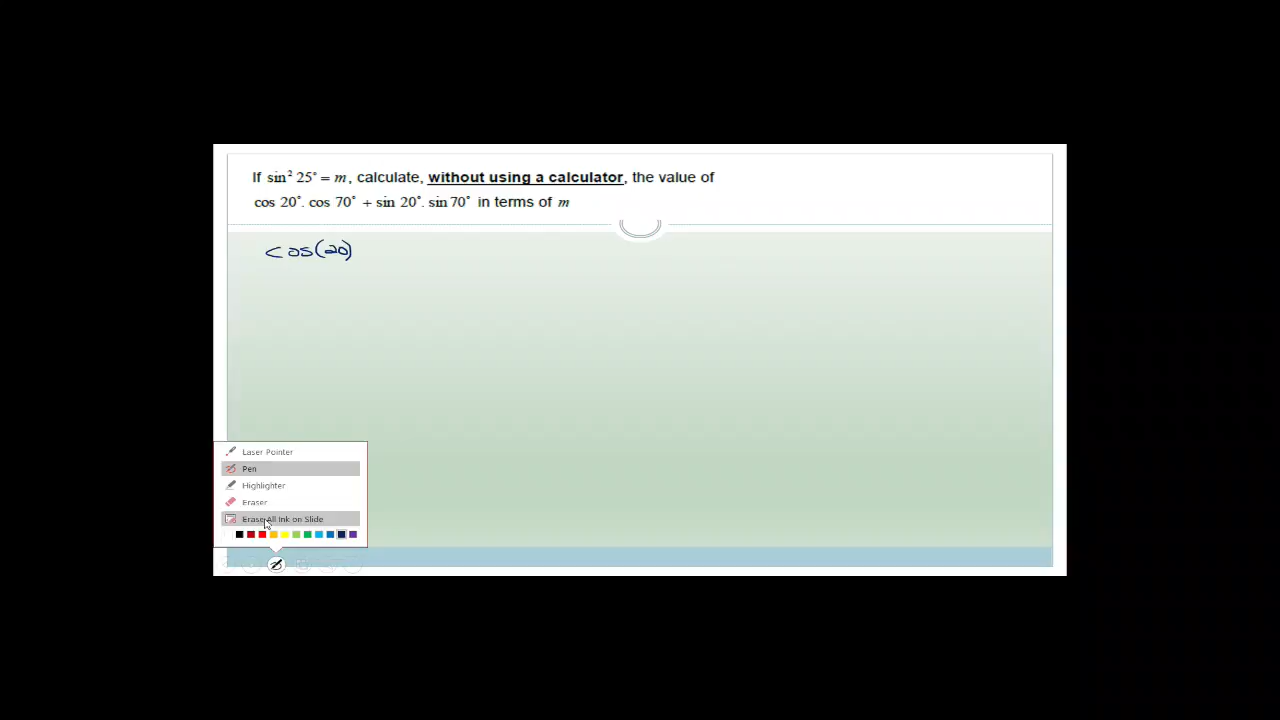 If sin² 25° = m, calculate, without using a calculator, the value of
cos 20°. cos 70° + sin 20°. sin 70° in terms of m
cos(20)
Laser Pointer
Pen
Highlighter
Eraser
Erase All Ink on Slide